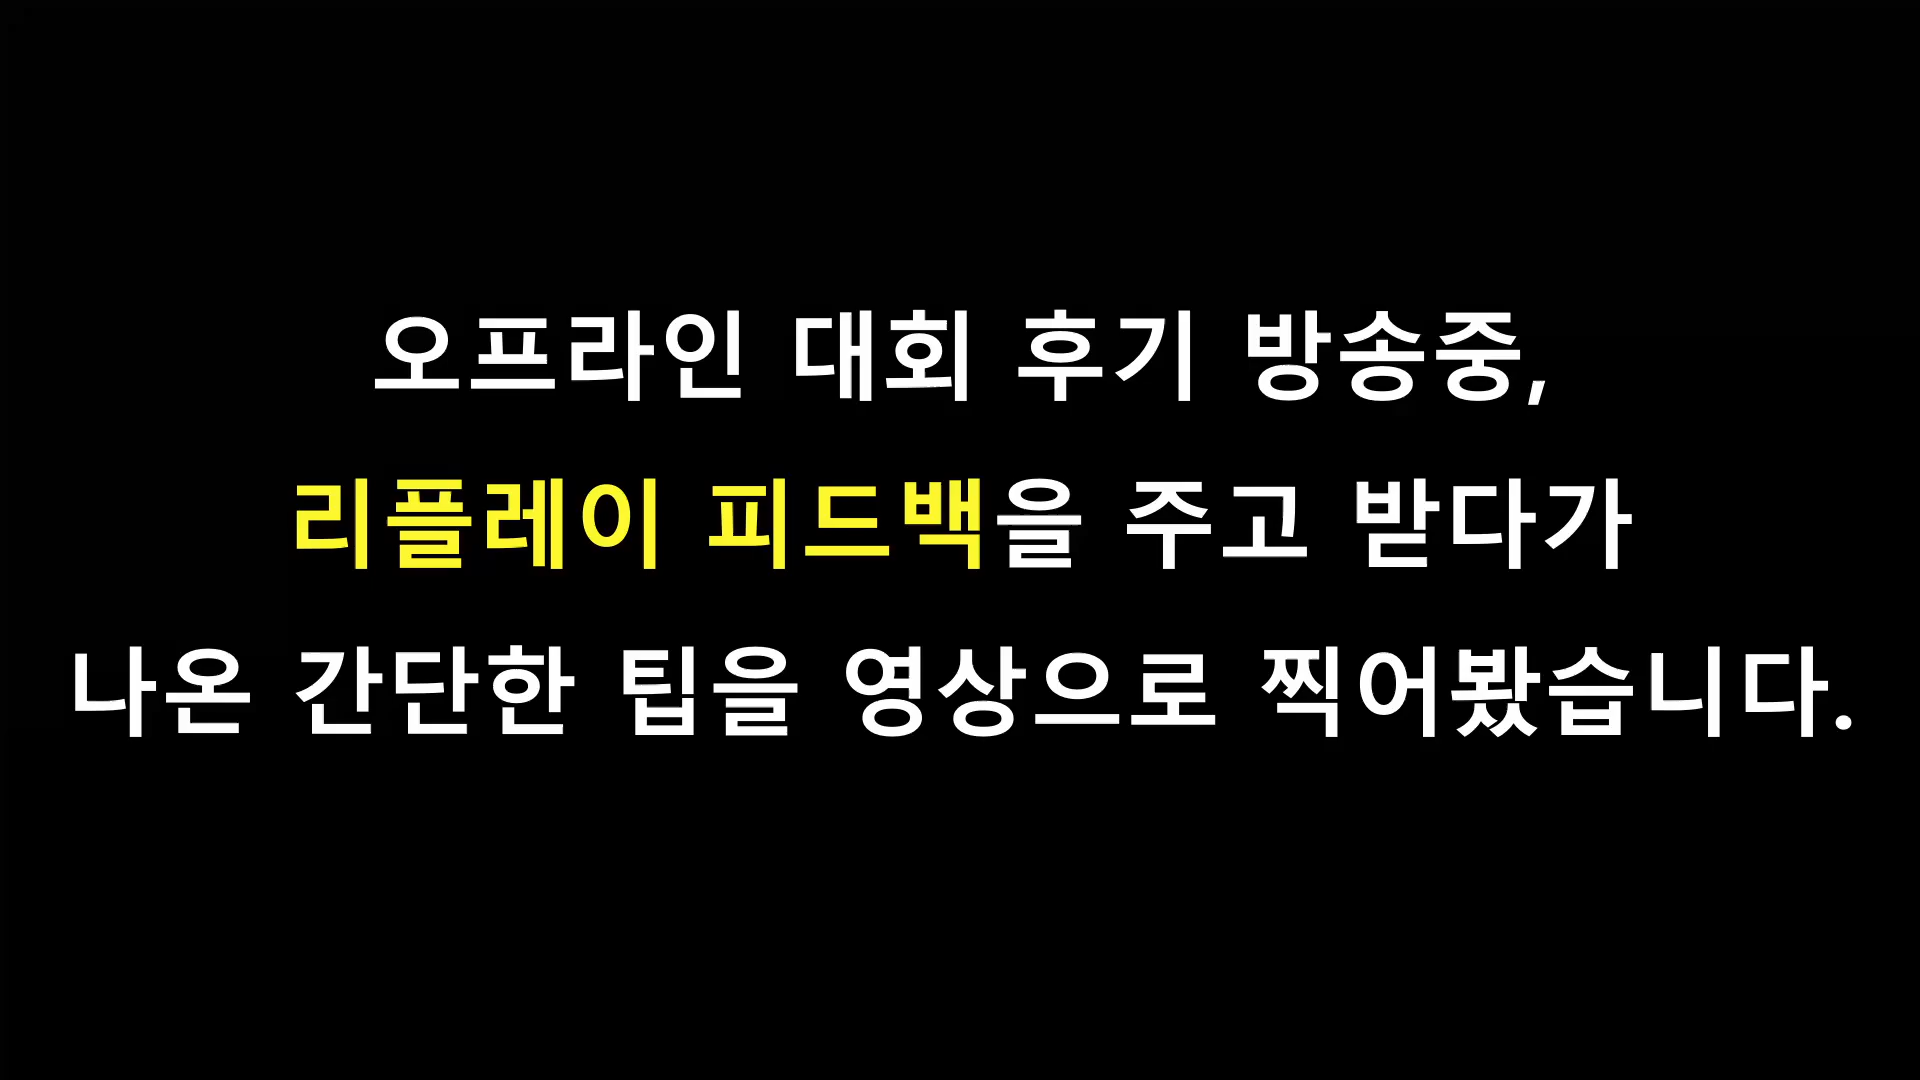 오프라인 대회 후기 방송중,
리플레이 피드백을 주고 받다가
나온 간단한 팁을 영상으로 찍어봤습니다.